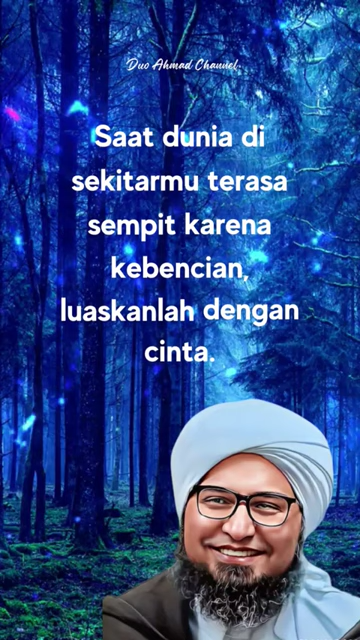 Duo Ahmad Channel
Saat dunia di
sekitarmu terasa
sempit karena
kebencian,
luaskanlah dengan
cinta.